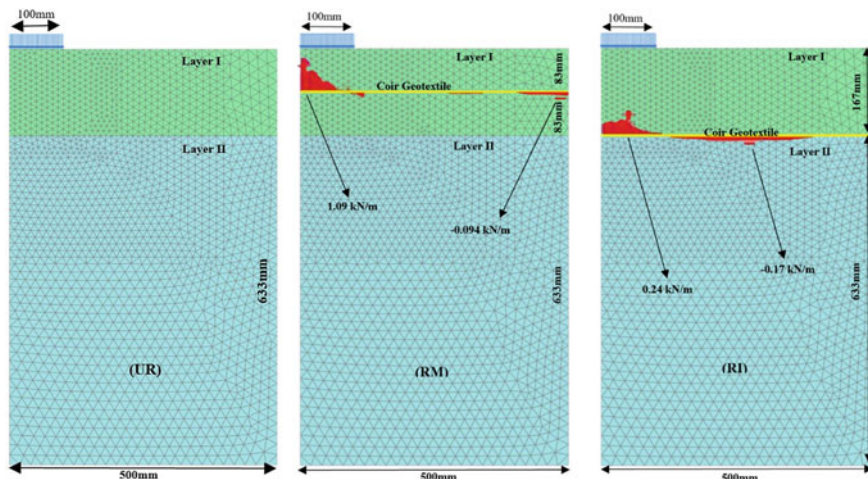 100mm
Layer I
Layer II
633mm
(UR)
500mm
100mm
Layer I
83mm
Coir Geotextile
83mm
Layer II
1.09 kN/m
-0.094 kN/m
633mm
(RM)
500mm
100mm
Layer I
167mm
Coir Geotextile
Layer II
-0.17 kN/m
0.24 kN/m
633mm
(RI)
500mm